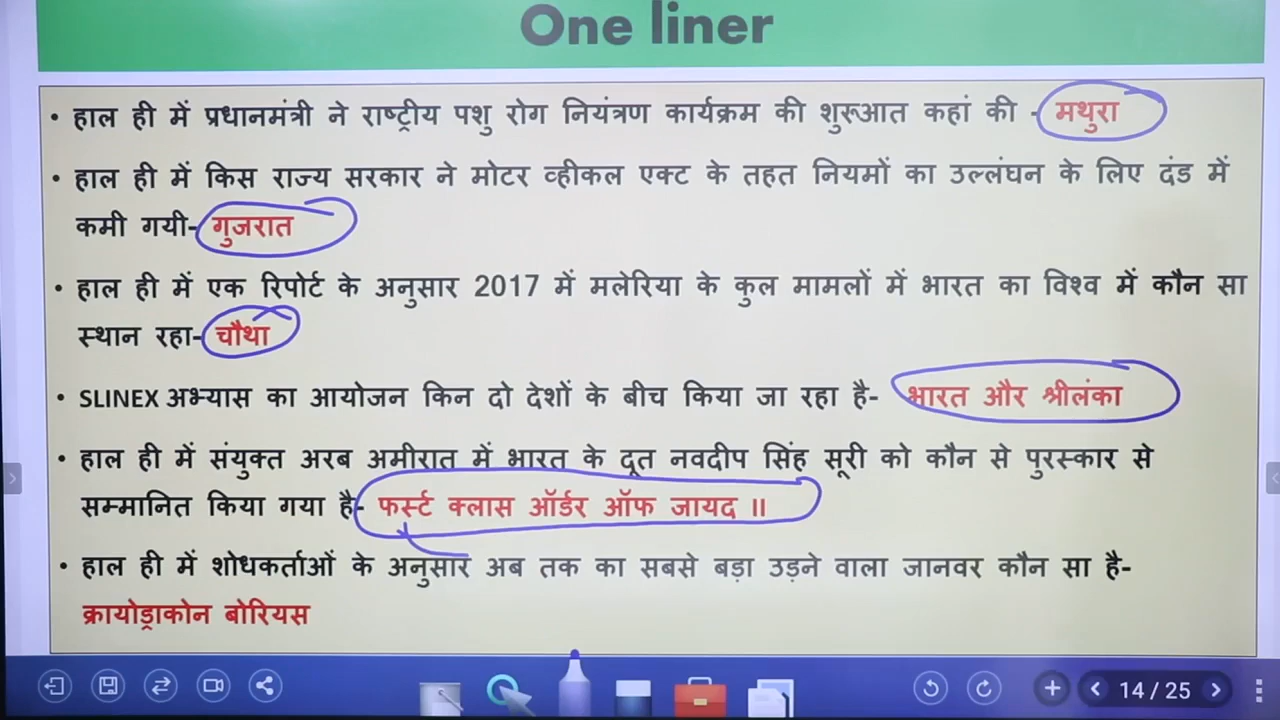 One liner
• हाल ही में प्रधानमंत्री ने राष्ट्रीय पशु रोग नियंत्रण कार्यक्रम की शुरूआत कहां की - मथुरा
• हाल ही में किस राज्य सरकार ने मोटर व्हीकल एक्ट के तहत नियमों का उल्लंघन के लिए दंड में
कमी गयी- गुजरात
• हाल ही में एक रिपोर्ट के अनुसार 2017 में मलेरिया के कुल मामलों में भारत का विश्व में कौन सा
स्थान रहा- चौथा
• SLINEX अभ्यास का आयोजन किन दो देशों के बीच किया जा रहा है- भारत और श्रीलंका
• हाल ही में संयुक्त अरब अमीरात में भारत के दूत नवदीप सिंह सूरी को कौन से पुरस्कार से
सम्मानित किया गया है- फर्स्ट क्लास ऑर्डर ऑफ जायद II
• हाल ही में शोधकर्ताओं के अनुसार अब तक का सबसे बड़ा उड़ने वाला जानवर कौन सा है-
क्रायोड्राकोन बोरियस
14 / 25